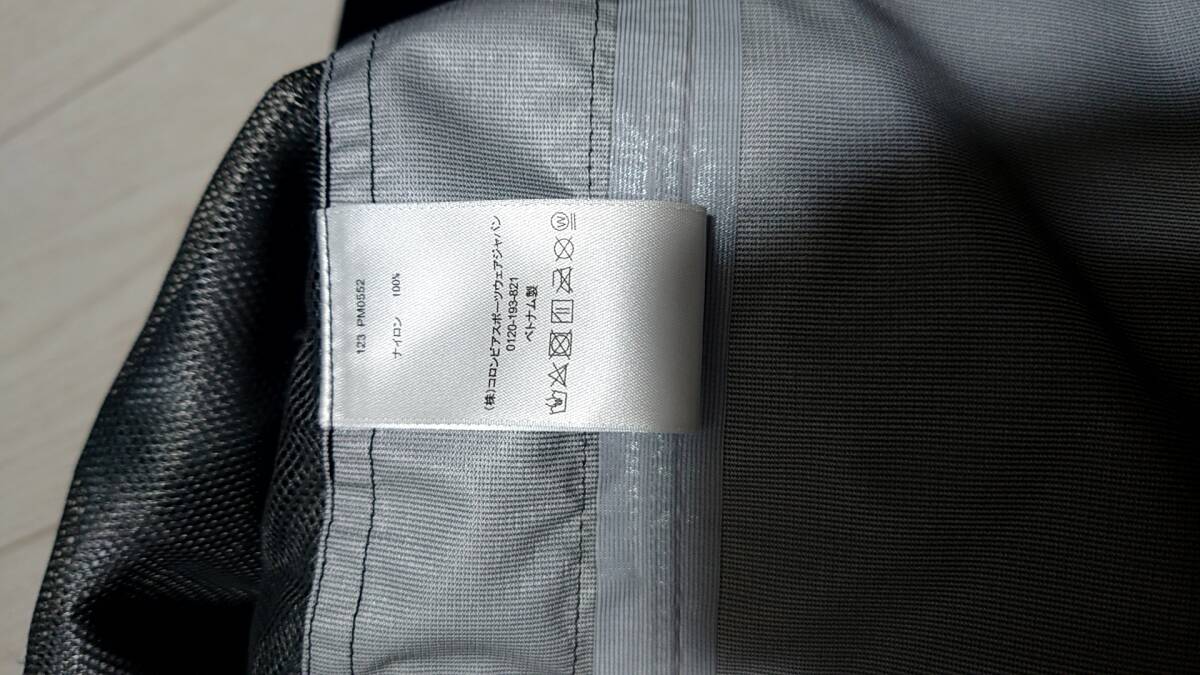 123 PM0552
ナイロン 100%
(株)コロンビアスポーツウェアジャパン
0120-193-821
ベトナム製
W